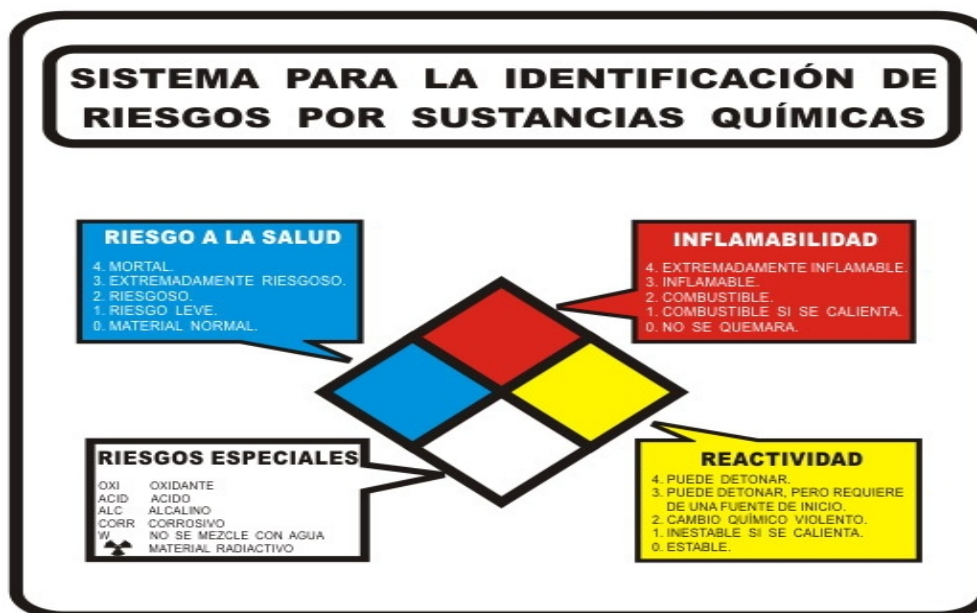 SISTEMA PARA LA IDENTIFICACIÓN DE
RIESGOS POR SUSTANCIAS QUÍMICAS
RIESGO A LA SALUD
4. MORTAL.
3. EXTREMADAMENTE RIESGOSO.
2. RIESGOSO.
1. RIESGO LEVE.
0. MATERIAL NORMAL.
INFLAMABILIDAD
4. EXTREMADAMENTE INFLAMABLE.
3. INFLAMABLE.
2. COMBUSTIBLE.
1. COMBUSTIBLE SI SE CALIENTA.
0. NO SE QUEMARA.
RIESGOS ESPECIALES
OXI OXIDANTE
ACID ACIDO
ALC ALCALINO
CORR CORROSIVO
W NO SE MEZCLE CON AGUA
MATERIAL RADIACTIVO
REACTIVIDAD
4. PUEDE DETONAR.
3. PUEDE DETONAR, PERO REQUIERE
DE UNA FUENTE DE INICIO.
2. CAMBIO QUÍMICO VIOLENTO.
1. INESTABLE SI SE CALIENTA.
0. ESTABLE.